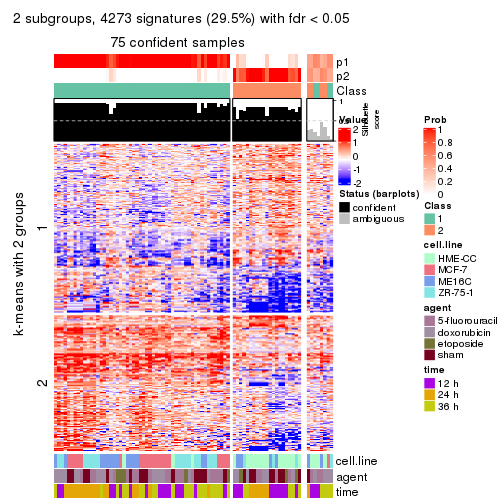 2 subgroups, 4273 signatures (29.5%) with fdr < 0.05
75 confident samples
p1
p2
Class
1
Silhouette
score
k-means with 2 groups
1
2
cell.line
agent
time
Value
2
1
0
-1
-2
Status (barplots)
confident
ambiguous
Prob
1
0.8
0.6
0.4
0.2
0
Class
1
2
cell.line
HME-CC
MCF-7
ME16C
ZR-75-1
agent
5-fluorouracil
doxorubicin
etoposide
sham
time
12 h
24 h
36 h